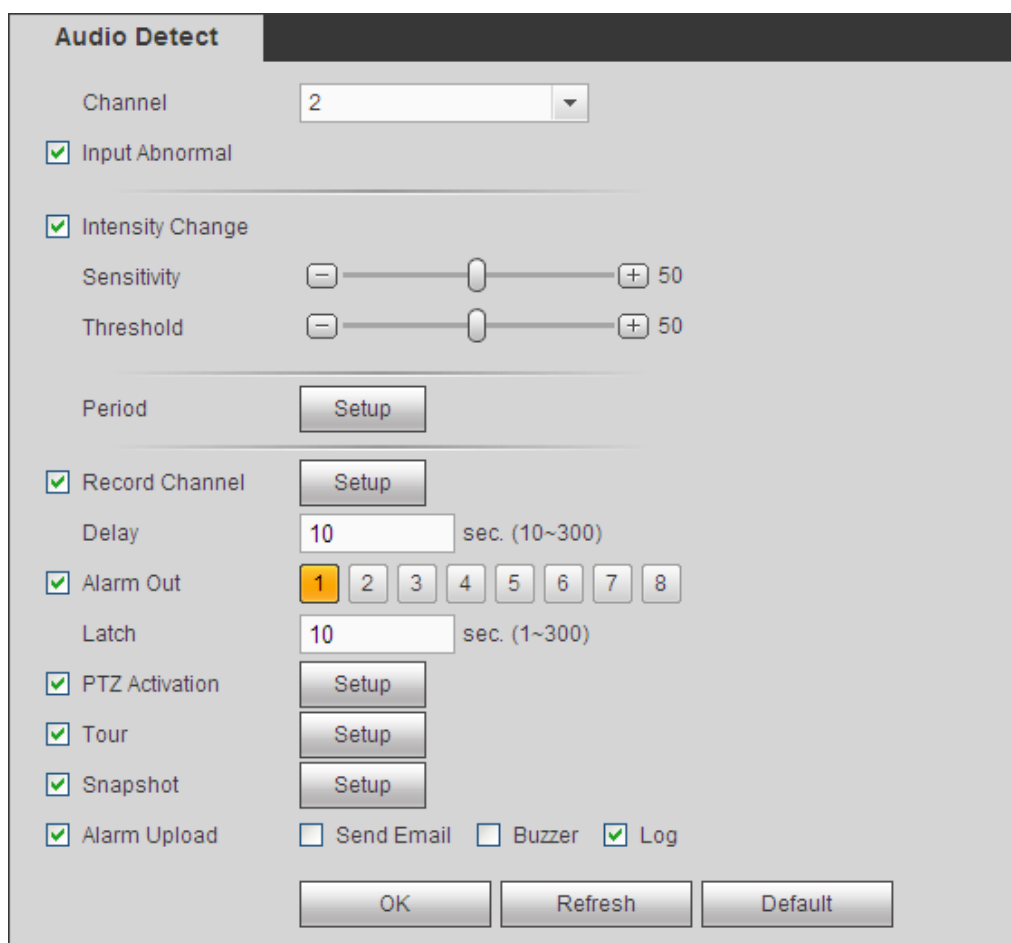 Audio Detect
Channel 2
Input Abnormal
Intensity Change
Sensitivity 50
Threshold 50
Period Setup
Record Channel Setup
Delay 10 sec. (10~300)
Alarm Out 1 2 3 4 5 6 7 8
Latch 10 sec. (1~300)
PTZ Activation Setup
Tour Setup
Snapshot Setup
Alarm Upload Send Email Buzzer Log
OK Refresh Default